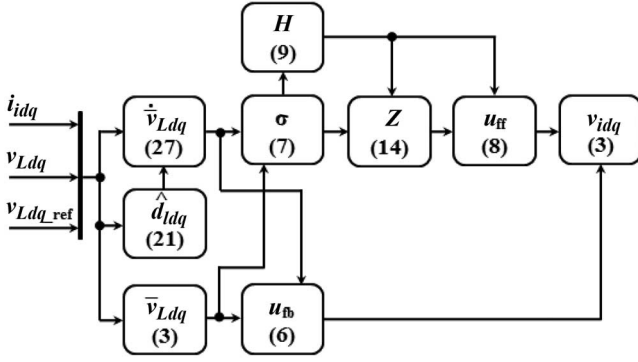 H
(9)
i_idq
v_Ldq
v_Ldq_ref
v̄̇_Ldq
(27)
σ
(7)
Z
(14)
u_ff
(8)
v_idq
(3)
d̂_ldq
(21)
v̄_Ldq
(3)
u_fb
(6)